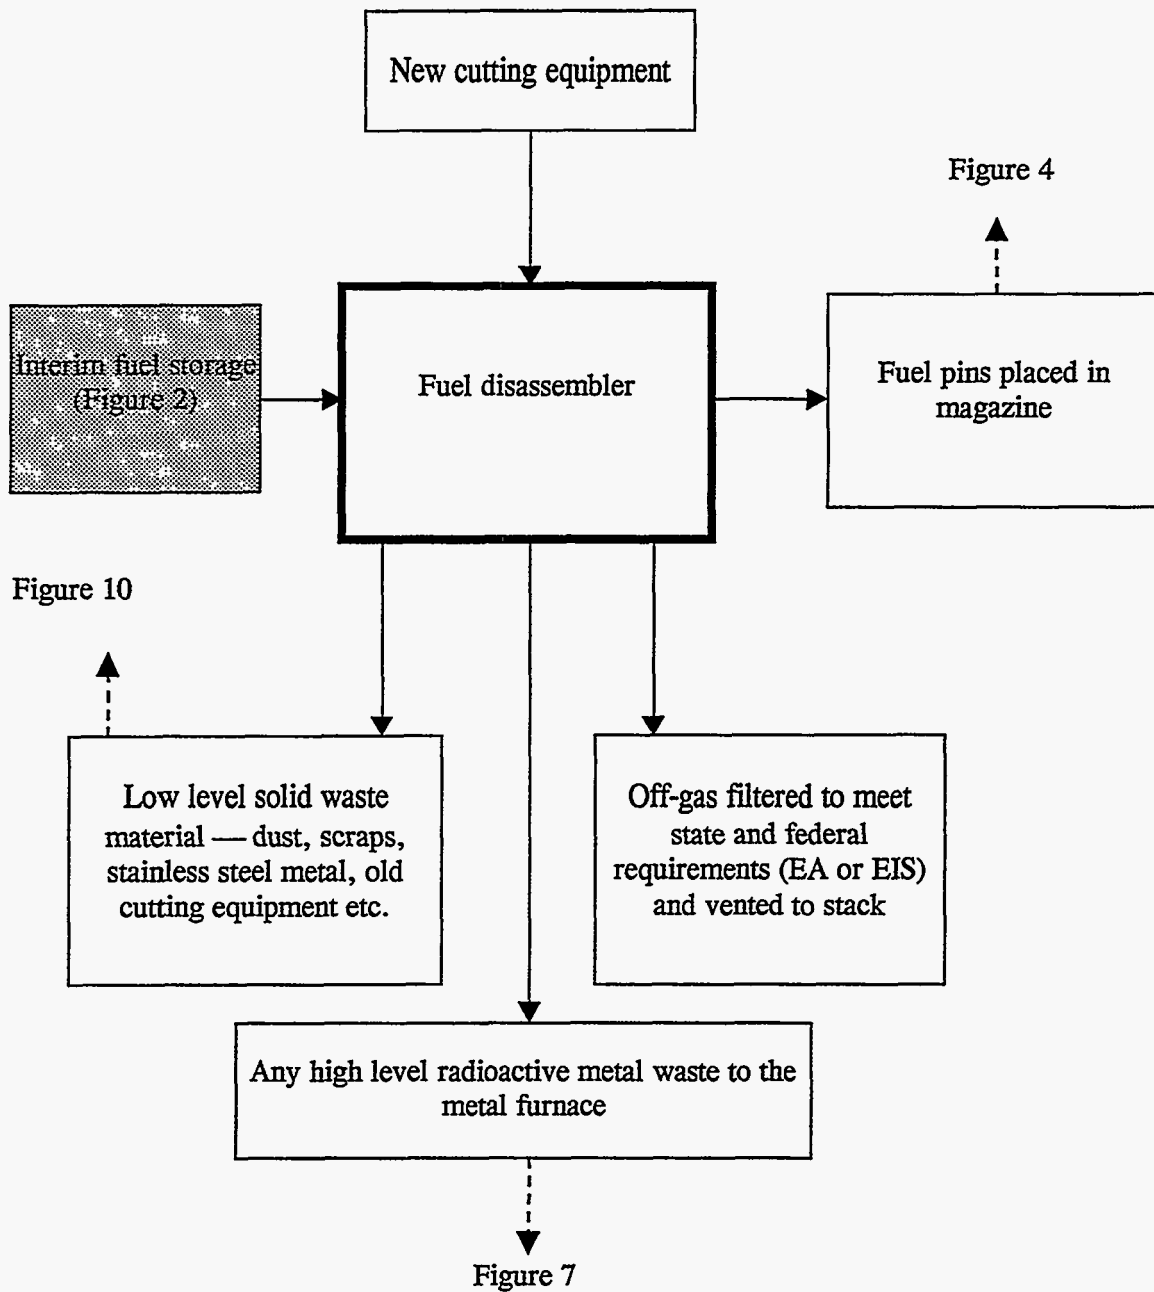 New cutting equipment
Figure 4
Interim fuel storage
(Figure 2)
Fuel disassembler
Fuel pins placed in
magazine
Figure 10
Low level solid waste
material — dust, scraps,
stainless steel metal, old
cutting equipment etc.
Off-gas filtered to meet
state and federal
requirements (EA or EIS)
and vented to stack
Any high level radioactive metal waste to the
metal furnace
Figure 7